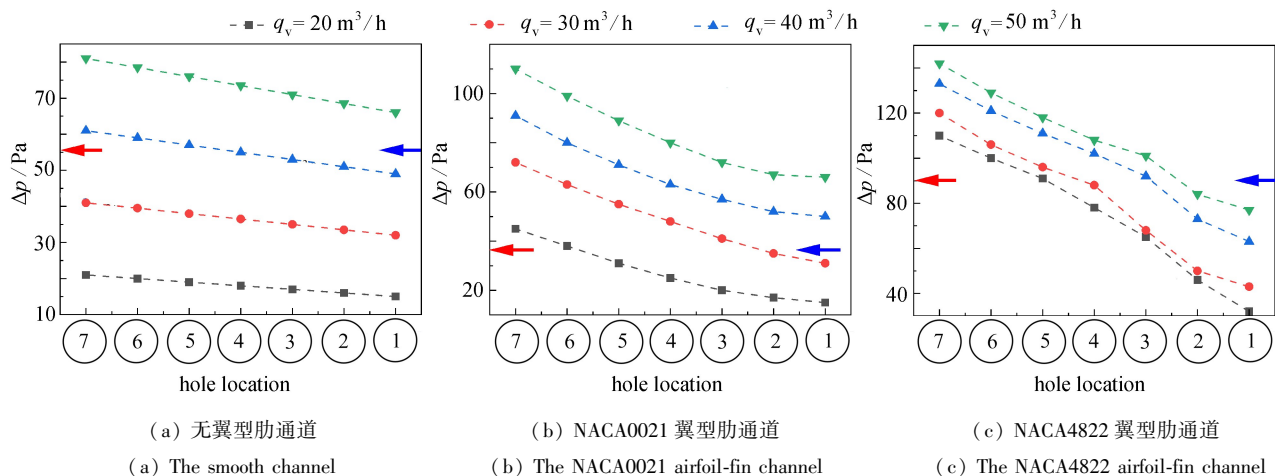 q_v=20 m³/h q_v=30 m³/h q_v=40 m³/h q_v=50 m³/h
Δp / Pa
70
50
30
10
⑦ ⑥ ⑤ ④ ③ ② ①
hole location
(a) 无翼型肋通道
(a) The smooth channel
Δp / Pa
100
60
20
⑦ ⑥ ⑤ ④ ③ ② ①
hole location
(b) NACA0021 翼型肋通道
(b) The NACA0021 airfoil-fin channel
Δp / Pa
120
80
40
⑦ ⑥ ⑤ ④ ③ ② ①
hole location
(c) NACA4822 翼型肋通道
(c) The NACA4822 airfoil-fin channel